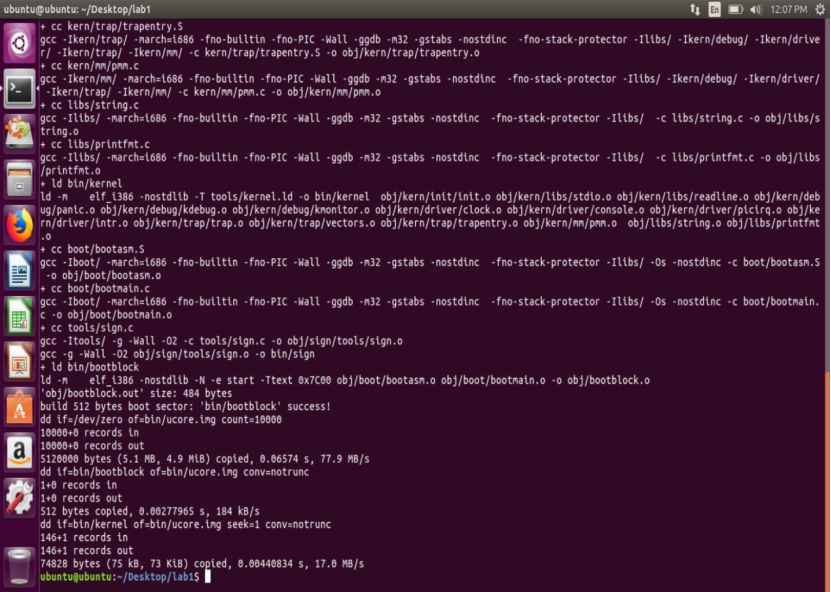 ubuntu@ubuntu: ~/Desktop/lab1
En
12:07 PM
+ cc kern/trap/trapentry.S
gcc -Ikern/trap/ -march=i686 -fno-builtin -fno-PIC -Wall -ggdb -m32 -gstabs -nostdinc  -fno-stack-protector -Ilibs/ -Ikern/debug/ -Ikern/drive
r/ -Ikern/trap/ -Ikern/mm/ -c kern/trap/trapentry.S -o obj/kern/trap/trapentry.o
+ cc kern/mm/pmm.c
gcc -Ikern/mm/ -march=i686 -fno-builtin -fno-PIC -Wall -ggdb -m32 -gstabs -nostdinc  -fno-stack-protector -Ilibs/ -Ikern/debug/ -Ikern/driver/
 -Ikern/trap/ -Ikern/mm/ -c kern/mm/pmm.c -o obj/kern/mm/pmm.o
+ cc libs/string.c
gcc -Ilibs/ -march=i686 -fno-builtin -fno-PIC -Wall -ggdb -m32 -gstabs -nostdinc  -fno-stack-protector -Ilibs/  -c libs/string.c -o obj/libs/s
tring.o
+ cc libs/printfmt.c
gcc -Ilibs/ -march=i686 -fno-builtin -fno-PIC -Wall -ggdb -m32 -gstabs -nostdinc  -fno-stack-protector -Ilibs/  -c libs/printfmt.c -o obj/libs
/printfmt.o
+ ld bin/kernel
ld -m    elf_i386 -nostdlib -T tools/kernel.ld -o bin/kernel  obj/kern/init/init.o obj/kern/libs/stdio.o obj/kern/libs/readline.o obj/kern/deb
ug/panic.o obj/kern/debug/kdebug.o obj/kern/debug/kmonitor.o obj/kern/driver/clock.o obj/kern/driver/console.o obj/kern/driver/picirq.o obj/ke
rn/driver/intr.o obj/kern/trap/trap.o obj/kern/trap/vectors.o obj/kern/trap/trapentry.o obj/kern/mm/pmm.o  obj/libs/string.o obj/libs/printfmt
.o
+ cc boot/bootasm.S
gcc -Iboot/ -march=i686 -fno-builtin -fno-PIC -Wall -ggdb -m32 -gstabs -nostdinc  -fno-stack-protector -Ilibs/ -Os -nostdinc -c boot/bootasm.S
 -o obj/boot/bootasm.o
+ cc boot/bootmain.c
gcc -Iboot/ -march=i686 -fno-builtin -fno-PIC -Wall -ggdb -m32 -gstabs -nostdinc  -fno-stack-protector -Ilibs/ -Os -nostdinc -c boot/bootmain.
c -o obj/boot/bootmain.o
+ cc tools/sign.c
gcc -Itools/ -g -Wall -O2 -c tools/sign.c -o obj/sign/tools/sign.o
gcc -g -Wall -O2 obj/sign/tools/sign.o -o bin/sign
+ ld bin/bootblock
ld -m    elf_i386 -nostdlib -N -e start -Ttext 0x7C00 obj/boot/bootasm.o obj/boot/bootmain.o -o obj/bootblock.o
'obj/bootblock.out' size: 484 bytes
build 512 bytes boot sector: 'bin/bootblock' success!
dd if=/dev/zero of=bin/ucore.img count=10000
10000+0 records in
10000+0 records out
5120000 bytes (5.1 MB, 4.9 MiB) copied, 0.06574 s, 77.9 MB/s
dd if=bin/bootblock of=bin/ucore.img conv=notrunc
1+0 records in
1+0 records out
512 bytes copied, 0.00277965 s, 184 kB/s
dd if=bin/kernel of=bin/ucore.img seek=1 conv=notrunc
146+1 records in
146+1 records out
74828 bytes (75 kB, 73 KiB) copied, 0.00440834 s, 17.0 MB/s
ubuntu@ubuntu:~/Desktop/lab1$